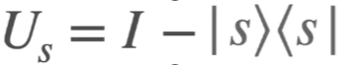 U_s = I − |s⟩⟨s|